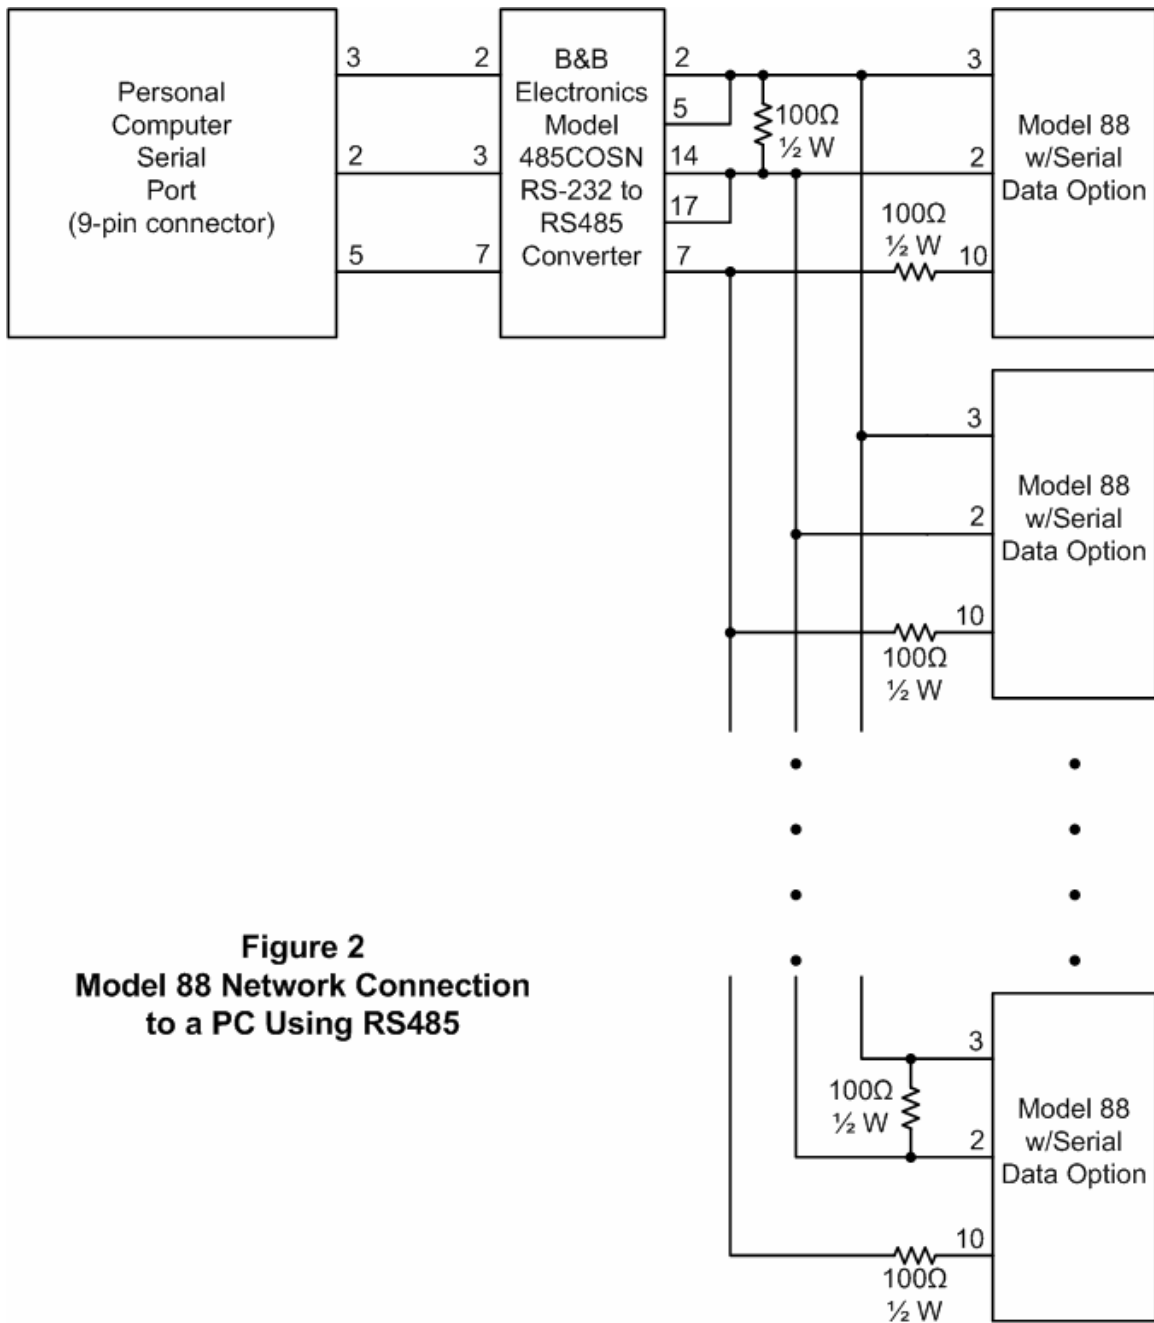 Personal
Computer
Serial
Port
(9-pin connector)
3
2
5
2
3
7
B&B
Electronics
Model
485COSN
RS-232 to
RS485
Converter
2
5
14
17
7
100Ω
½ W
100Ω
½ W
3
2
10
Model 88
w/Serial
Data Option
3
2
10
100Ω
½ W
Model 88
w/Serial
Data Option
Figure 2
Model 88 Network Connection
to a PC Using RS485
3
100Ω
½ W
2
10
100Ω
½ W
Model 88
w/Serial
Data Option